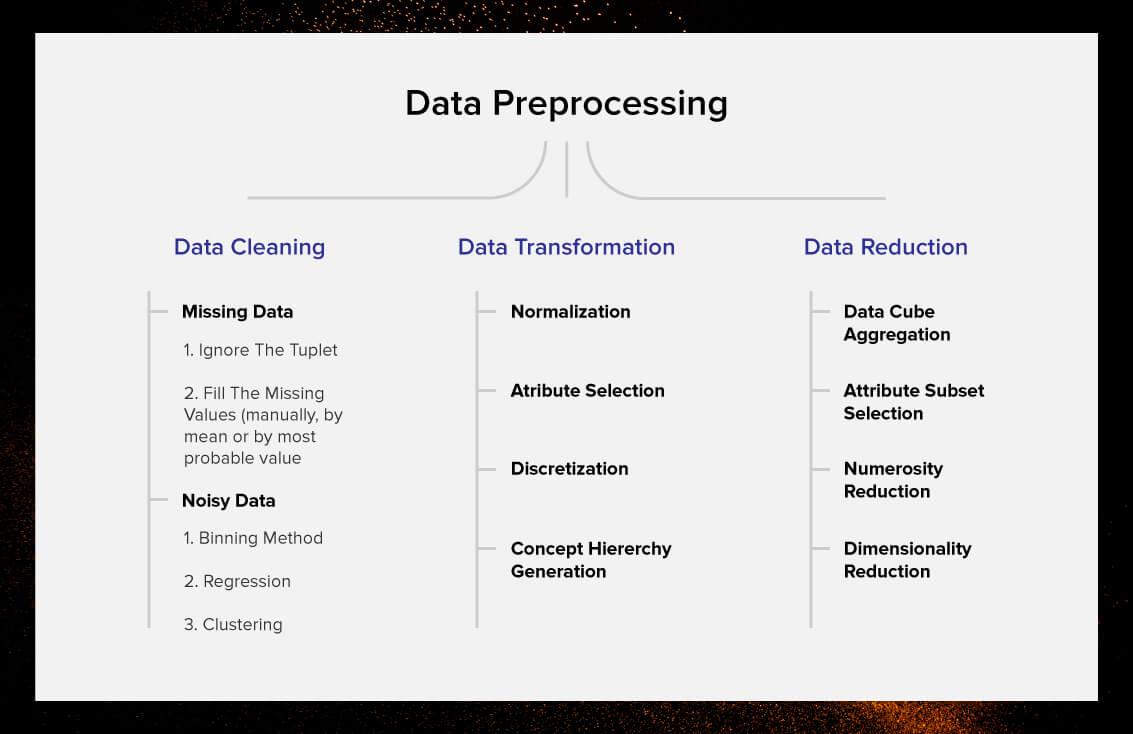 Data Preprocessing
Data Cleaning
Missing Data
1. Ignore The Tuplet
2. Fill The Missing
Values (manually, by
mean or by most
probable value
Noisy Data
1. Binning Method
2. Regression
3. Clustering
Data Transformation
Normalization
Atribute Selection
Discretization
Concept Hiererchy
Generation
Data Reduction
Data Cube
Aggregation
Attribute Subset
Selection
Numerosity
Reduction
Dimensionality
Reduction